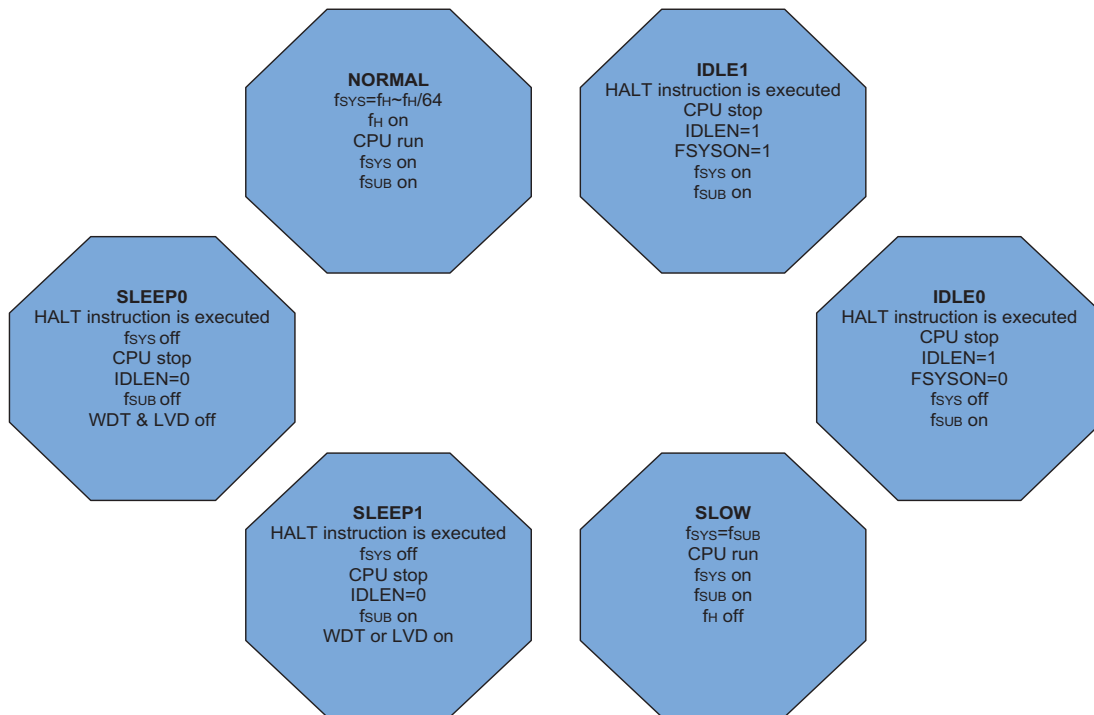 NORMAL
fSYS=fH~fH/64
fH on
CPU run
fSYS on
fSUB on
IDLE1
HALT instruction is executed
CPU stop
IDLEN=1
FSYSON=1
fSYS on
fSUB on
SLEEP0
HALT instruction is executed
fSYS off
CPU stop
IDLEN=0
fSUB off
WDT & LVD off
IDLE0
HALT instruction is executed
CPU stop
IDLEN=1
FSYSON=0
fSYS off
fSUB on
SLEEP1
HALT instruction is executed
fSYS off
CPU stop
IDLEN=0
fSUB on
WDT or LVD on
SLOW
fSYS=fSUB
CPU run
fSYS on
fSUB on
fH off